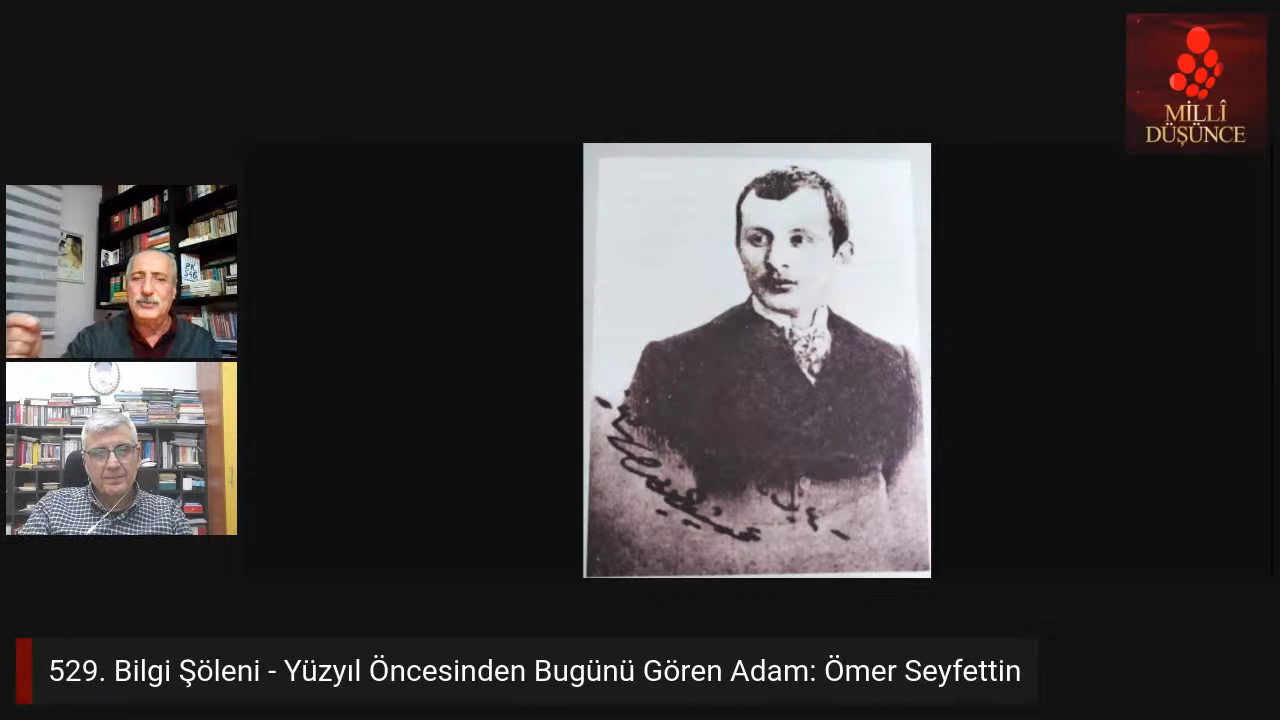 MİLLÎ
DÜŞÜNCE
529. Bilgi Şöleni - Yüzyıl Öncesinden Bugünü Gören Adam: Ömer Seyfettin